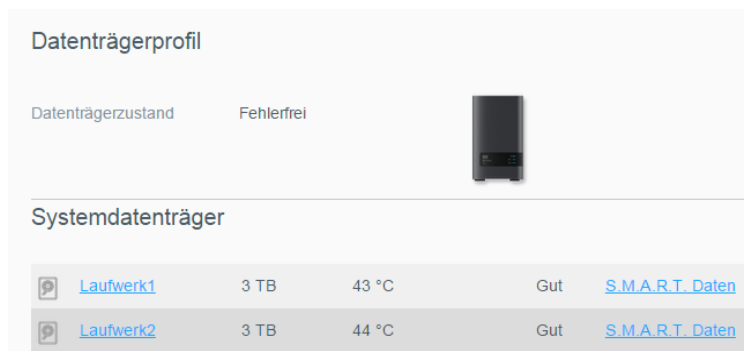 Datenträgerprofil
Datenträgerzustand Fehlerfrei
Systemdatenträger
Laufwerk1 3 TB 43 °C Gut S.M.A.R.T. Daten
Laufwerk2 3 TB 44 °C Gut S.M.A.R.T. Daten